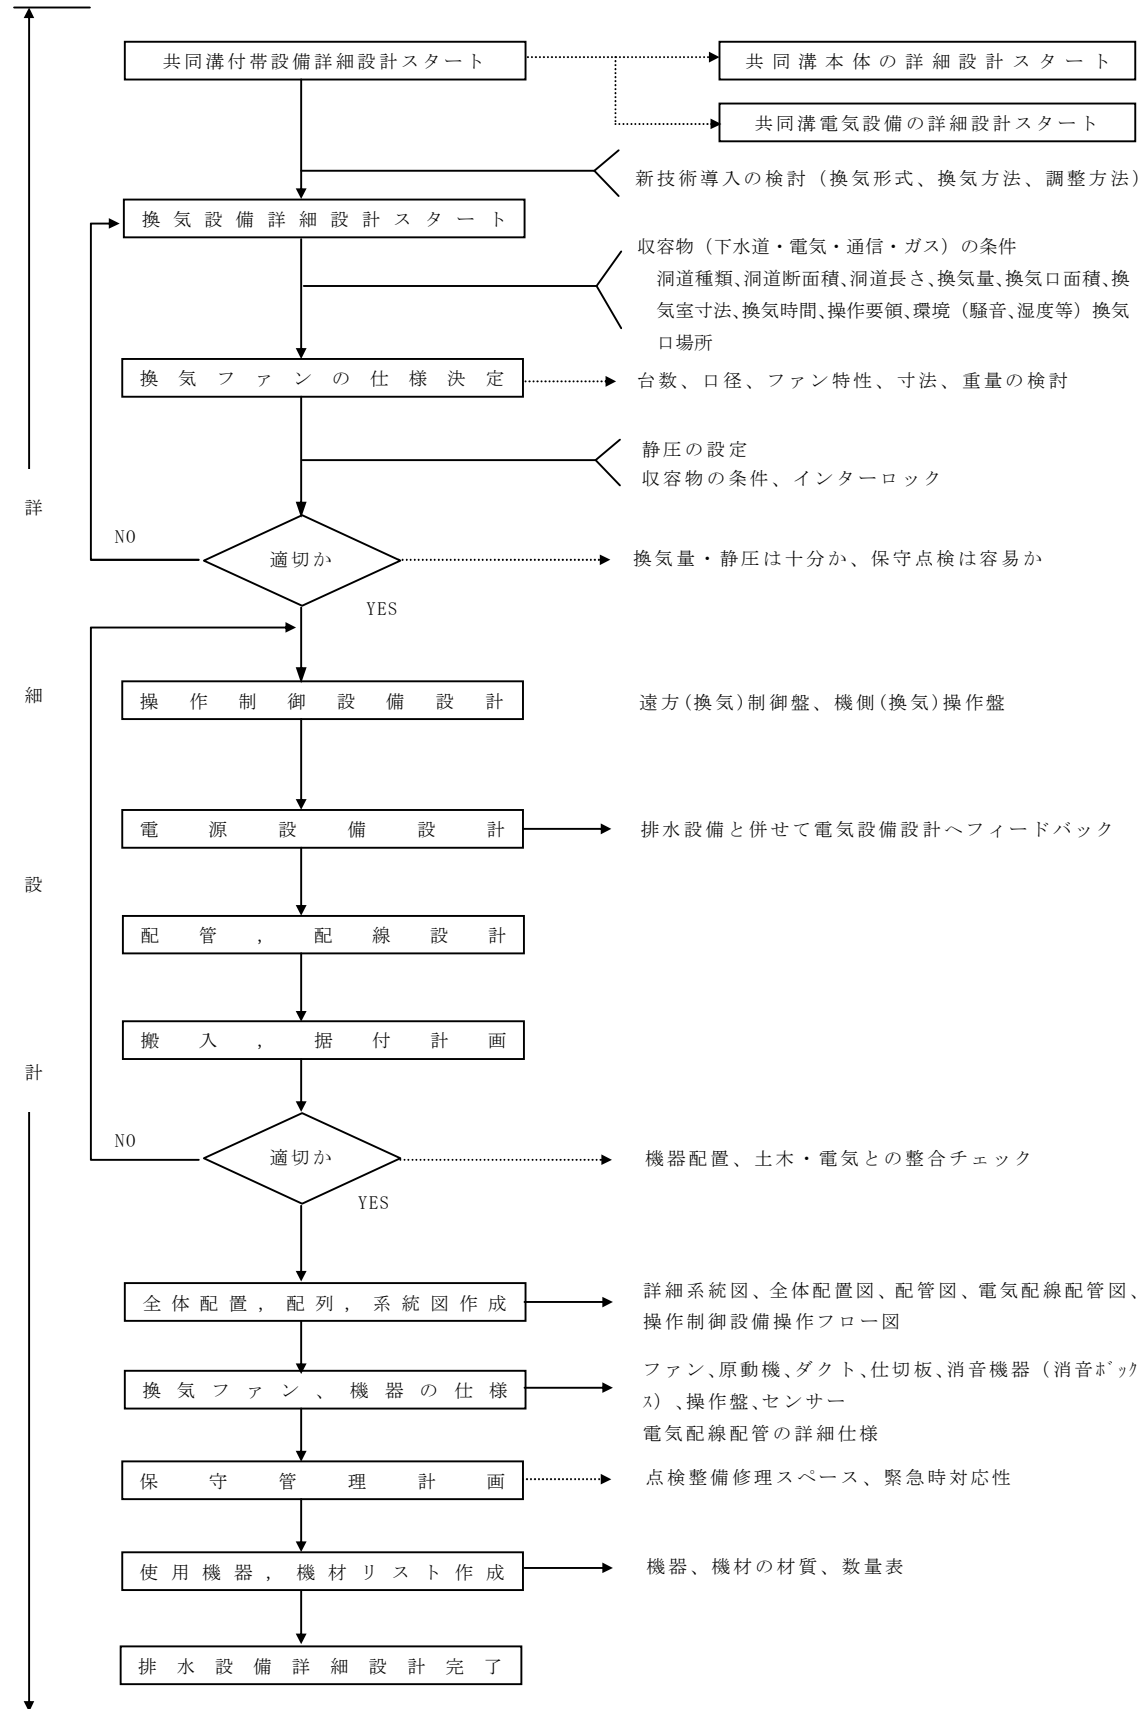 共同溝付帯設備詳細設計スタート
共同溝本体の詳細設計スタート
共同溝電気設備の詳細設計スタート
新技術導入の検討（換気形式、換気方法、調整方法）
換気設備詳細設計スタート
収容物（下水道・電気・通信・ガス）の条件
洞道種類、洞道断面積、洞道長さ、換気量、換気口面積、換
気室寸法、換気時間、操作要領、環境（騒音、湿度等）換気
口場所
換気ファンの仕様決定
台数、口径、ファン特性、寸法、重量の検討
静圧の設定
収容物の条件、インターロック
詳
NO
適切か
換気量・静圧は十分か、保守点検は容易か
YES
細
操作制御設備設計
遠方(換気)制御盤、機側(換気)操作盤
電源設備設計
排水設備と併せて電気設備設計へフィードバック
設
配管，配線設計
搬入，据付計画
計
NO
適切か
機器配置、土木・電気との整合チェック
YES
全体配置，配列，系統図作成
詳細系統図、全体配置図、配管図、電気配線配管図、
操作制御設備操作フロー図
換気ファン、機器の仕様
ファン、原動機、ダクト、仕切板、消音機器（消音ﾎﾞｯｸ
ｽ）、操作盤、センサー
電気配線配管の詳細仕様
保守管理計画
点検整備修理スペース、緊急時対応性
使用機器，機材リスト作成
機器、機材の材質、数量表
排水設備詳細設計完了